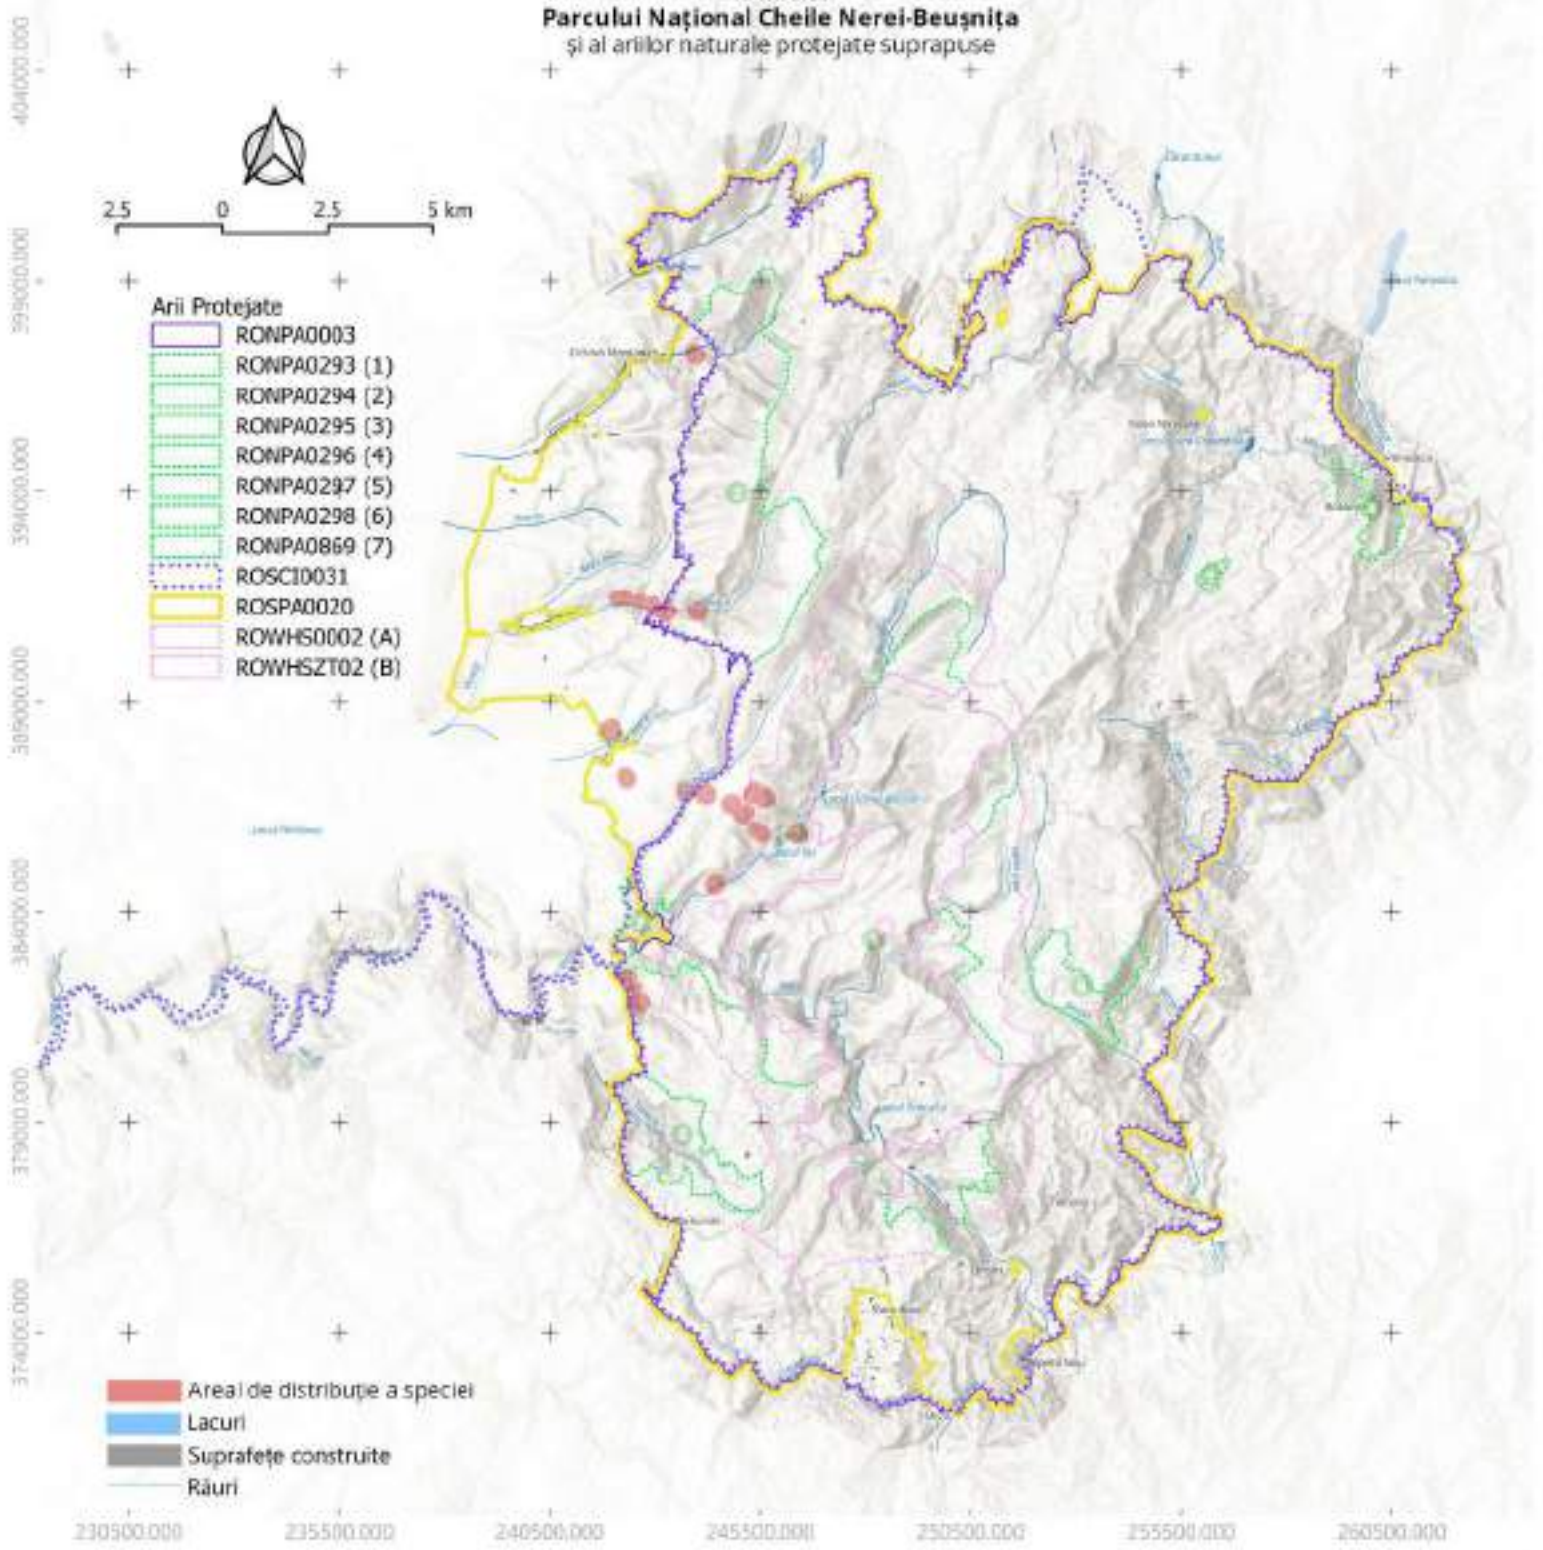 Parcului Național Cheile Nerei-Beușnița
și al ariilor naturale protejate suprapuse
404000.000
399000.000
394000.000
389000.000
384000.000
379000.000
374000.000
2.5 0 2.5 5 km
Arii Protejate
RONPA0003
RONPA0293 (1)
RONPA0294 (2)
RONPA0295 (3)
RONPA0296 (4)
RONPA0297 (5)
RONPA0298 (6)
RONPA0869 (7)
ROSCI0031
ROSPA0020
ROWHS0002 (A)
ROWHSZT02 (B)
Areal de distribuție a speciei
Lacuri
Suprafețe construite
Râuri
230500.000 235500.000 240500.000 245500.000 250500.000 255500.000 260500.000